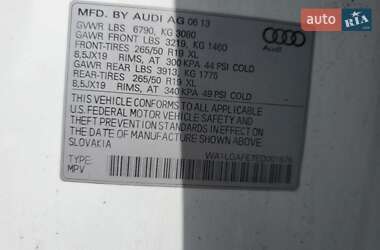 RIA.com
MFD. BY AUDI AG 06 13
GVWR LBS 6790, KG 3080
GAWR FRONT LBS 3219, KG 1460
FRONT-TIRES 265/50 R19 XL
8,5JX19 RIMS, AT 300 KPA 44 PSI COLD
GAWR REAR LBS 3913, KG 1775
REAR-TIRES 265/50 R19 XL
8,5JX19 RIMS, AT 340 KPA 49 PSI COLD
Audi
THIS VEHICLE CONFORMS TO ALL APPLICABLE
U.S. FEDERAL MOTOR VEHICLE SAFETY AND
THEFT PREVENTION STANDARDS IN EFFECT ON
THE DATE OF MANUFACTURE SHOWN ABOVE.
SLOVAKIA
TYPE:
MPV